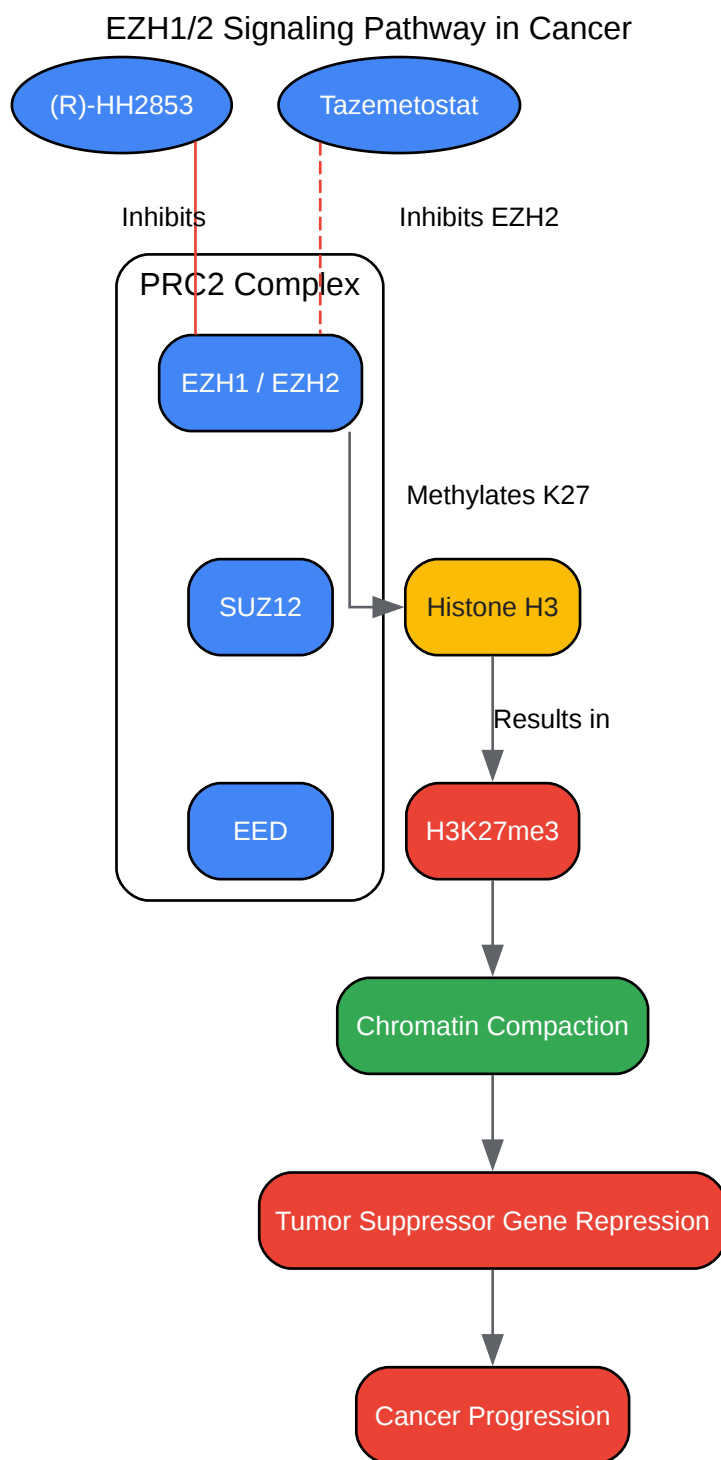 EZH1/2 Signaling Pathway in Cancer
(R)-HH2853
Tazemetostat
Inhibits
Inhibits EZH2
PRC2 Complex
EZH1 / EZH2
Methylates K27
SUZ12
Histone H3
Results in
EED
H3K27me3
Chromatin Compaction
Tumor Suppressor Gene Repression
Cancer Progression